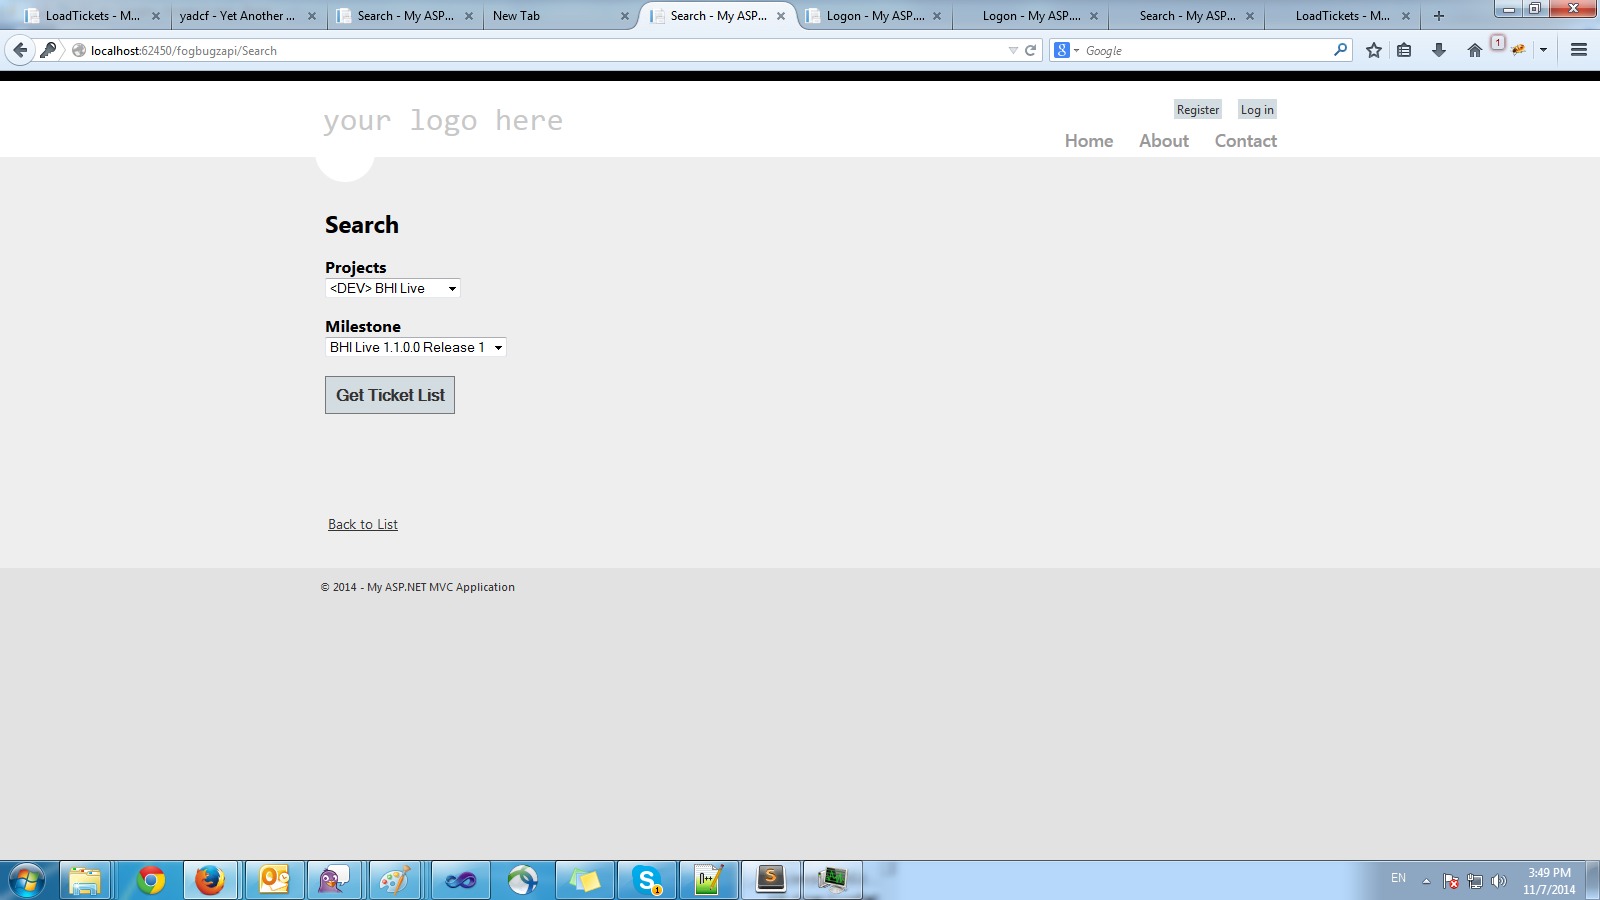 LoadTickets - M...
yadcf - Yet Another ...
Search - My ASP...
New Tab
Search - My ASP...
Logon - My ASP....
Logon - My ASP....
Search - My ASP...
LoadTickets - M...
localhost:62450/fogbugzapi/Search
Google
1
your logo here
Register
Log in
Home
About
Contact
Search
Projects
<DEV> BHI Live
Milestone
BHI Live 1.1.0.0 Release 1
Get Ticket List
Back to List
© 2014 - My ASP.NET MVC Application
EN
3:49 PM
11/7/2014